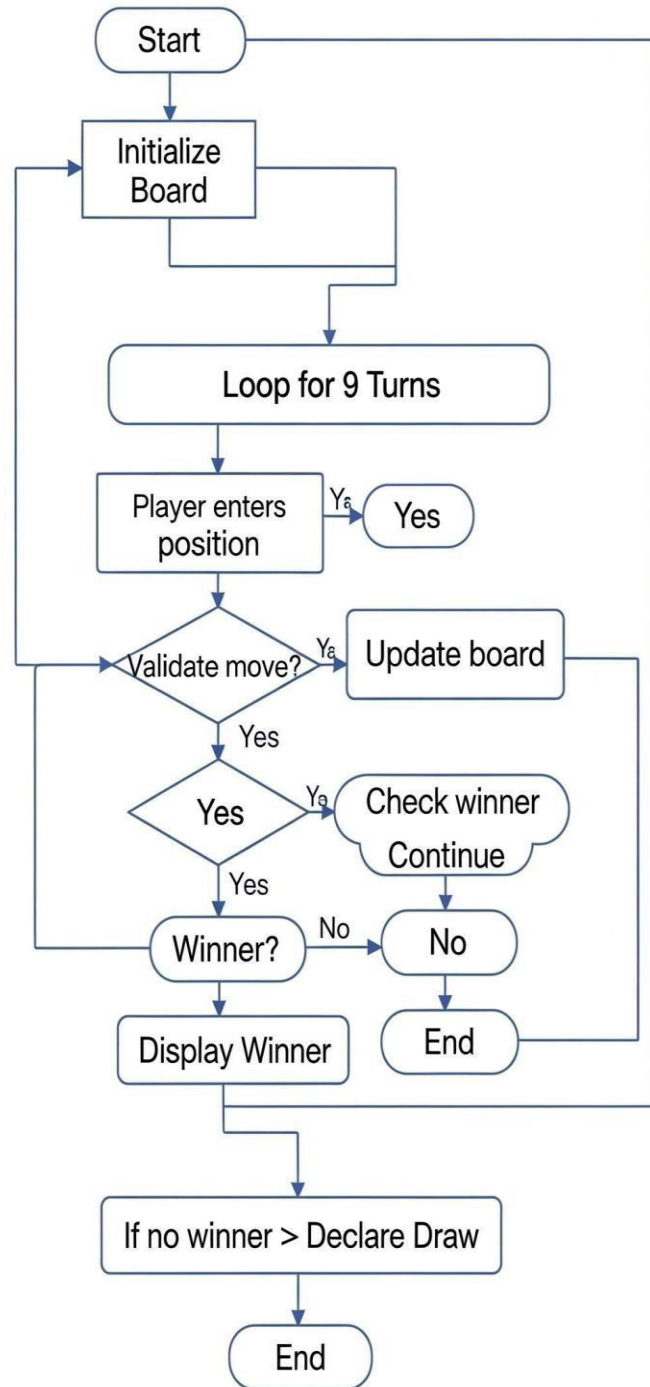 Start
Initialize
Board
Loop for 9 Turns
Player enters
position
Yes
Validate move?
Update board
Yes
Yes
Check winner
Continue
Yes
Winner?
No
No
Display Winner
End
If no winner > Declare Draw
End